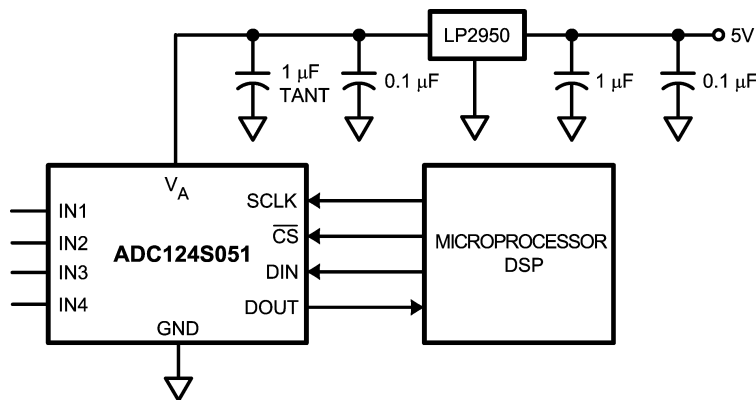 LP2950
5V
1 µF
TANT
0.1 µF
1 µF
0.1 µF
VA
SCLK
IN1
CS
IN2
ADC124S051
MICROPROCESSOR
DSP
DIN
IN3
DOUT
IN4
GND